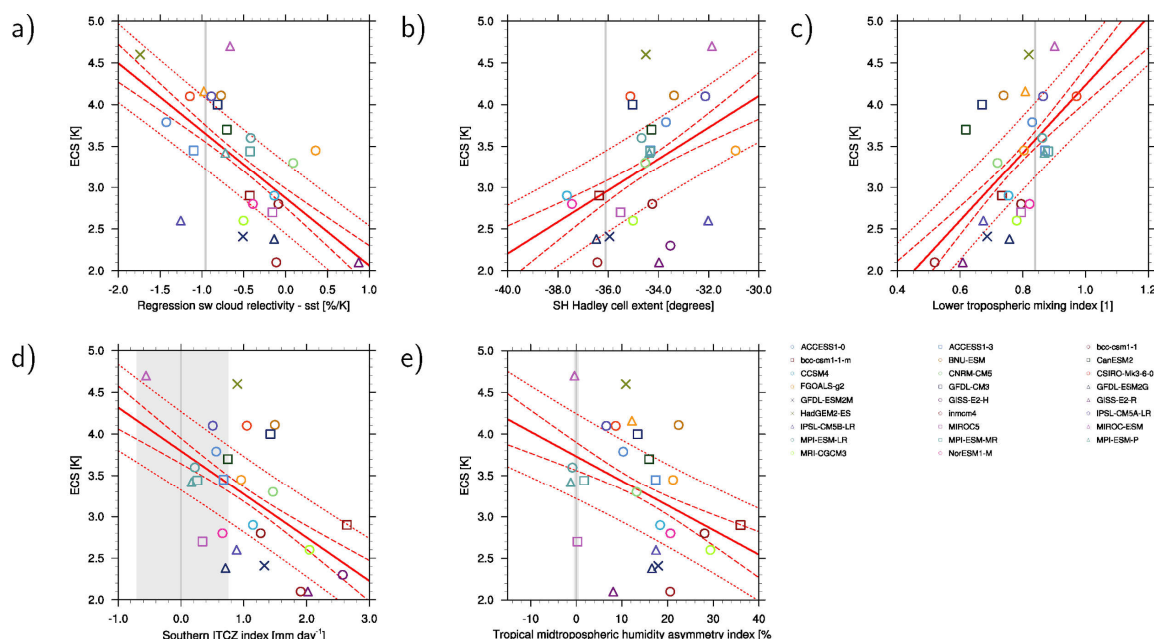 a)
5.0
4.5
4.0
3.5
3.0
2.5
2.0
ECS [K]
-2.0 -1.5 -1.0 -0.5 0.0 0.5 1.0
Regression sw cloud relectivity - sst [%/K]
b)
5.0
4.5
4.0
3.5
3.0
2.5
2.0
ECS [K]
-40.0 -38.0 -36.0 -34.0 -32.0 -30.0
SH Hadley cell extent [degrees]
c)
5.0
4.5
4.0
3.5
3.0
2.5
2.0
ECS [K]
0.4 0.6 0.8 1.0 1.2
Lower tropospheric mixing index [1]
d)
5.0
4.5
4.0
3.5
3.0
2.5
2.0
ECS [K]
-1.0 0.0 1.0 2.0 3.0
Southern ITCZ index [mm day-1]
e)
5.0
4.5
4.0
3.5
3.0
2.5
2.0
ECS [K]
-10 0 10 20 30 40
Tropical midtropospheric humidity asymmetry index [%
ACCESS1-0 ACCESS1-3 bcc-csm1-1
bcc-csm1-1-m BNU-ESM CanESM2
CCSM4 CNRM-CM5 CSIRO-Mk3-6-0
FGOALS-g2 GFDL-CM3 GFDL-ESM2G
GFDL-ESM2M GISS-E2-H GISS-E2-R
HadGEM2-ES inmcm4 IPSL-CM5A-LR
IPSL-CM5B-LR MIROC5 MIROC-ESM
MPI-ESM-LR MPI-ESM-MR MPI-ESM-P
MRI-CGCM3 NorESM1-M